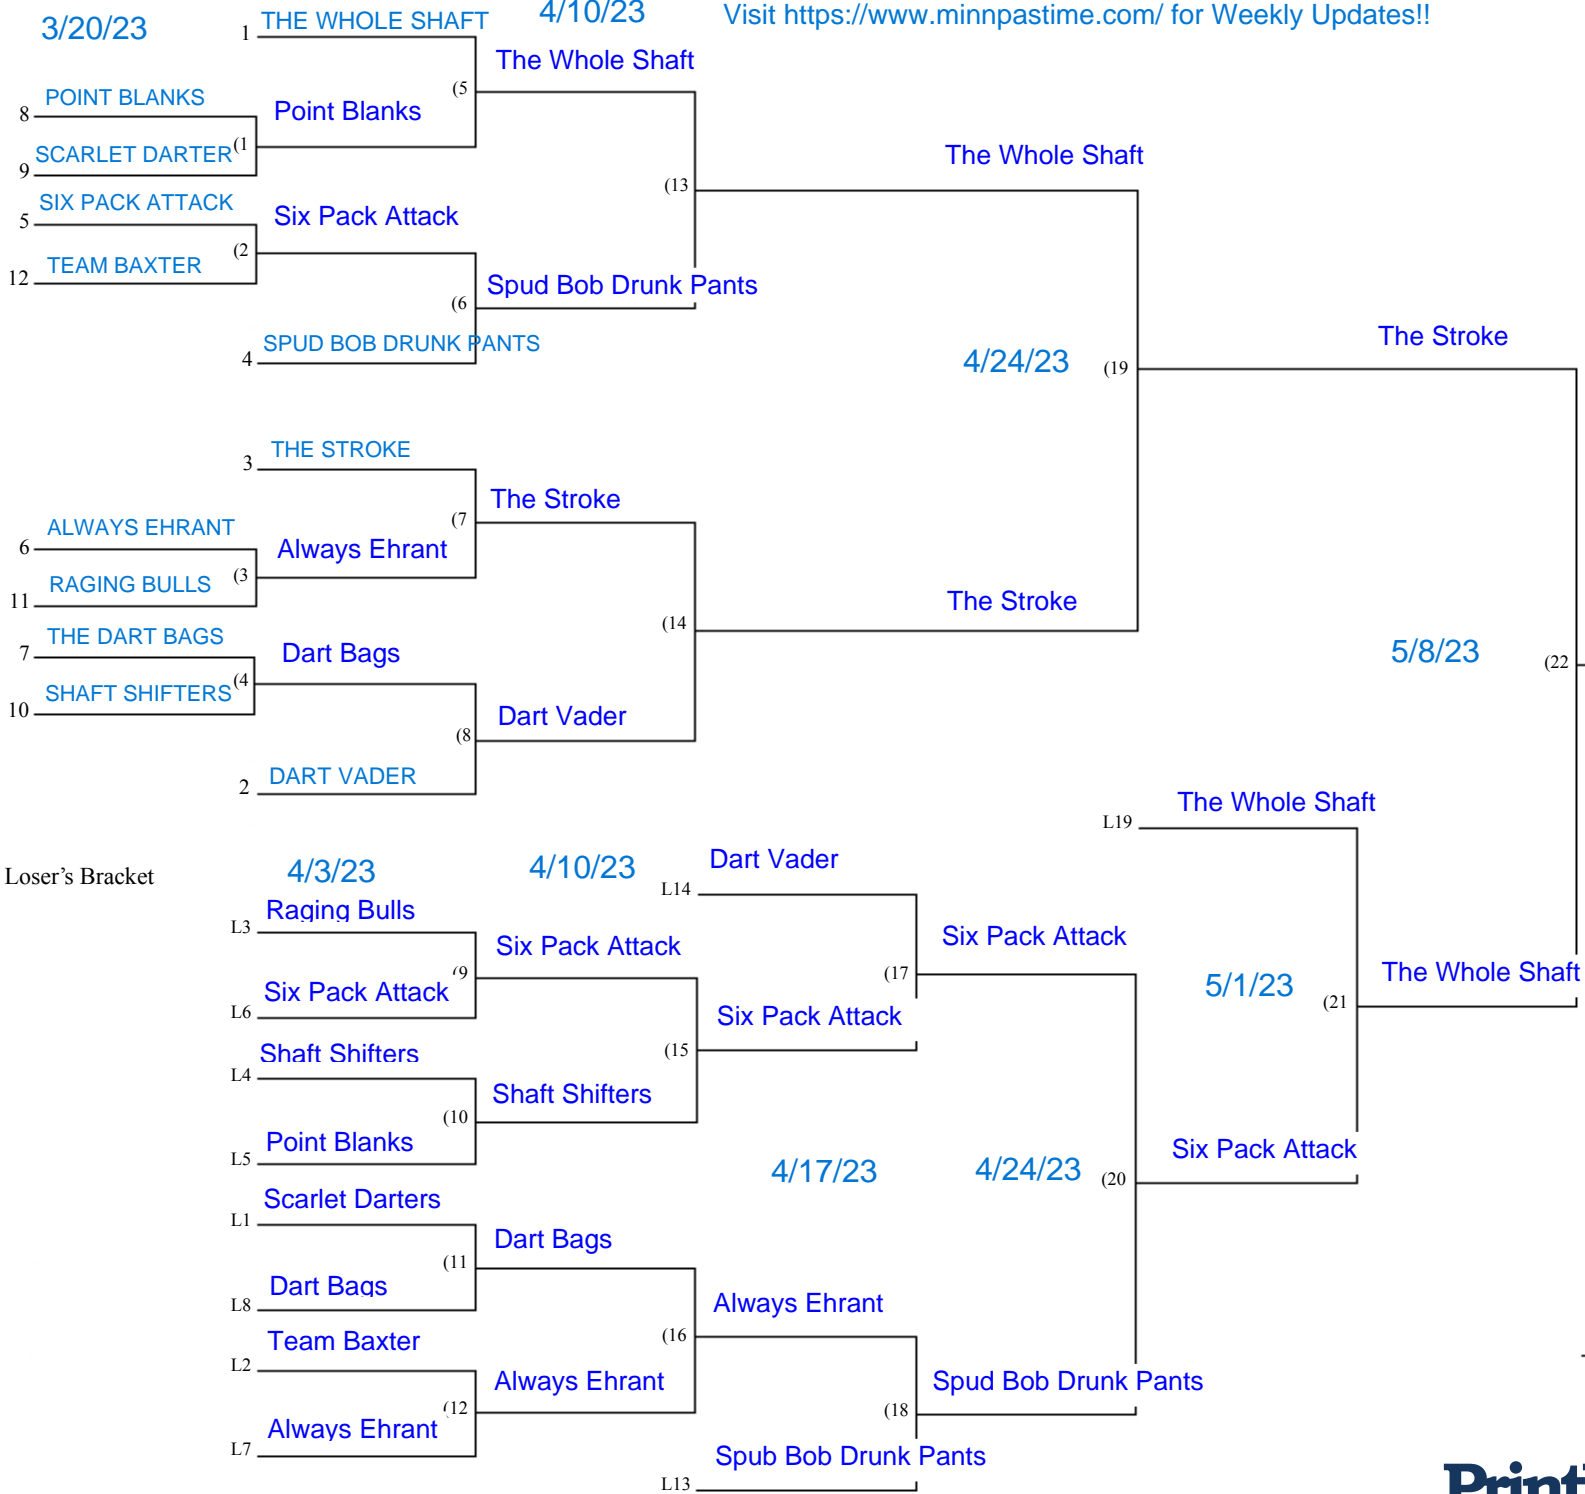 3/20/23
1 THE WHOLE SHAFT
4/10/23
Visit https://www.minnpastime.com/ for Weekly Updates!!
The Whole Shaft
(5
8 POINT BLANKS
Point Blanks
(1
9 SCARLET DARTER
The Whole Shaft
(13
5 SIX PACK ATTACK
Six Pack Attack
(2
12 TEAM BAXTER
Spud Bob Drunk Pants
(6
4 SPUD BOB DRUNK PANTS
The Stroke
4/24/23
(19
3 THE STROKE
The Stroke
(7
6 ALWAYS EHRANT
Always Ehrant
(3
11 RAGING BULLS
The Stroke
(14
7 THE DART BAGS
Dart Bags
(4
10 SHAFT SHIFTERS
5/8/23
(22
Dart Vader
(8
2 DART VADER
The Whole Shaft
L19
Loser's Bracket
4/3/23
4/10/23
Dart Vader
L14
Raging Bulls
L3
Six Pack Attack
Six Pack Attack
(9
(17
The Whole Shaft
Six Pack Attack
L6
5/1/23
(21
Six Pack Attack
Shaft Shifters
(15
L4
Shaft Shifters
(10
Point Blanks
L5
Six Pack Attack
4/17/23
4/24/23
(20
Scarlet Darters
L1
Dart Bags
(11
Dart Bags
L8
Always Ehrant
Team Baxter
(16
L2
Always Ehrant
Spud Bob Drunk Pants
(12
(18
Always Ehrant
L7
Spub Bob Drunk Pants
L13